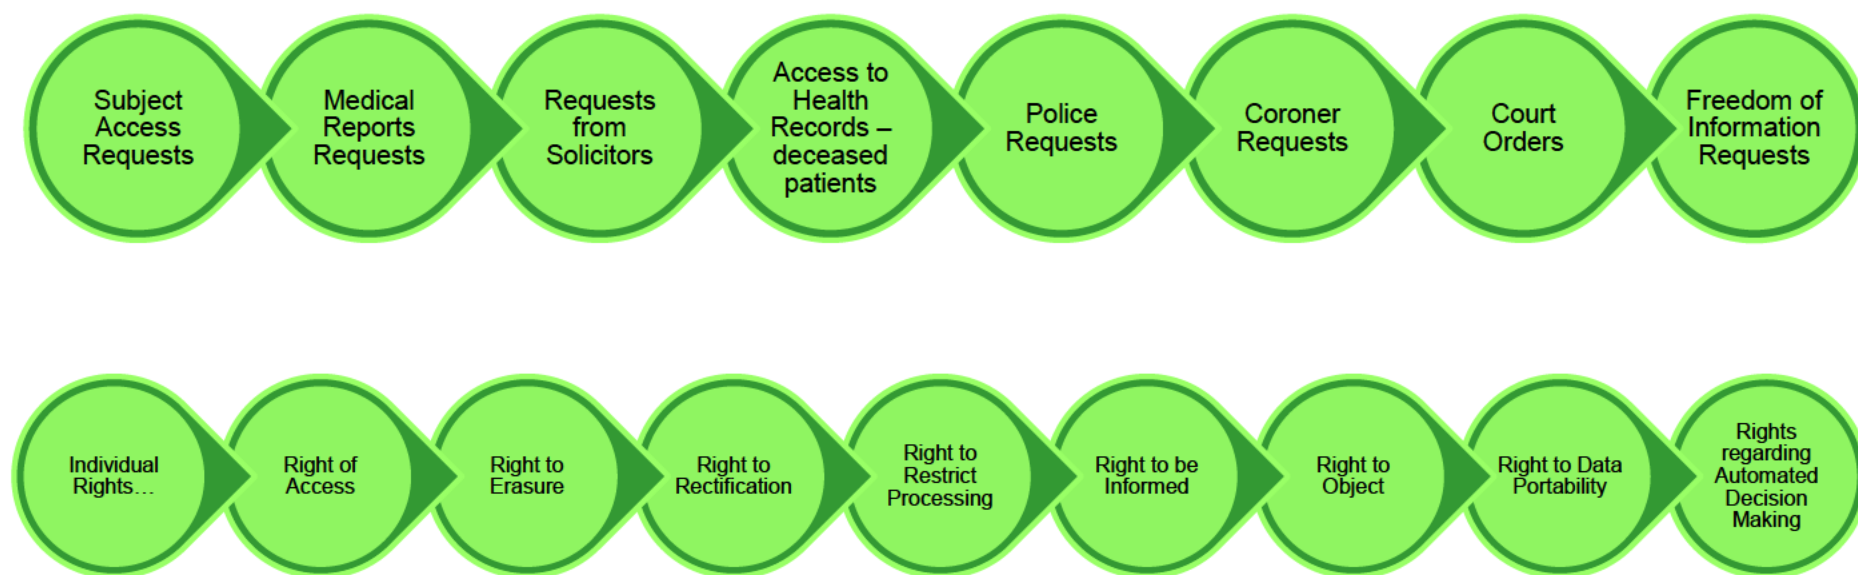 Subject
Access
Requests
Medical
Reports
Requests
Requests
from
Solicitors
Access to
Health
Records –
deceased
patients
Police
Requests
Coroner
Requests
Court
Orders
Freedom of
Information
Requests
Individual
Rights…
Right of
Access
Right to
Erasure
Right to
Rectification
Right to
Restrict
Processing
Right to be
Informed
Right to
Object
Right to Data
Portability
Rights
regarding
Automated
Decision
Making